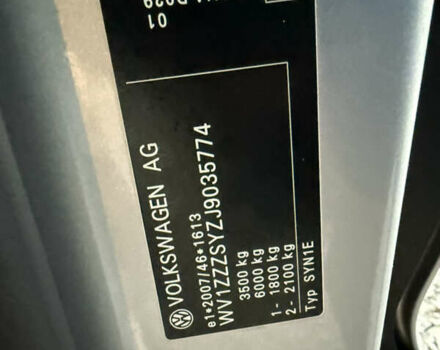 VOLKSWAGEN AG
e1*2007/46*1613
WV1ZZZSYZJ9035774
3500 kg
6000 kg
1- 1800 kg
2- 2100 kg
Typ SYN1E
01